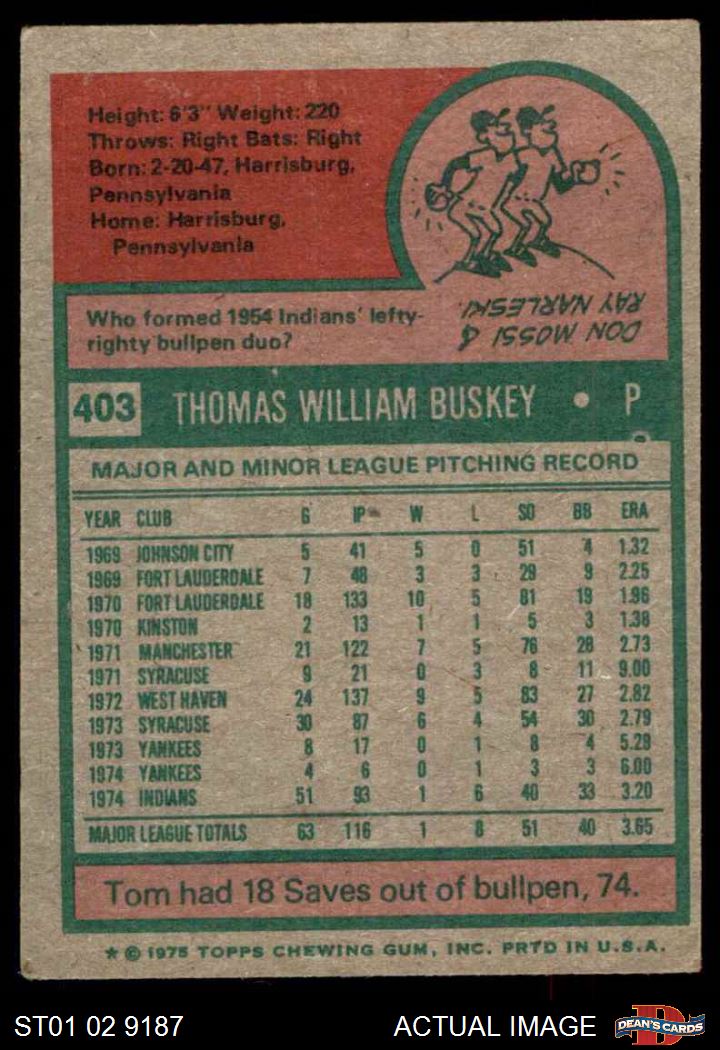 Height: 6'3" Weight: 220
Throws: Right Bats: Right
Born: 2-20-47, Harrisburg,
Pennsylvania
Home: Harrisburg,
Pennsylvania
Who formed 1954 Indians' lefty-
righty bullpen duo?
DON MOSSI &
RAY NARLESKI.
403 THOMAS WILLIAM BUSKEY • P
MAJOR AND MINOR LEAGUE PITCHING RECORD
YEAR CLUB G IP W L SO BB ERA
1969 JOHNSON CITY 5 41 5 0 51 4 1.32
1969 FORT LAUDERDALE 7 48 3 3 29 9 2.25
1970 FORT LAUDERDALE 18 133 10 5 81 19 1.96
1970 KINSTON 2 13 1 1 5 3 1.38
1971 MANCHESTER 21 122 7 5 76 28 2.73
1971 SYRACUSE 9 21 0 3 8 11 9.00
1972 WEST HAVEN 24 137 9 5 83 27 2.82
1973 SYRACUSE 30 87 6 4 54 30 2.79
1973 YANKEES 8 17 0 1 8 4 5.29
1974 YANKEES 4 6 0 1 3 3 6.00
1974 INDIANS 51 93 1 6 40 33 3.20
MAJOR LEAGUE TOTALS 63 116 1 8 51 40 3.65
Tom had 18 Saves out of bullpen, 74.
★ © 1975 TOPPS CHEWING GUM, INC. PRTD IN U.S.A.
ST01 02 9187 ACTUAL IMAGE DEAN'S CARDS